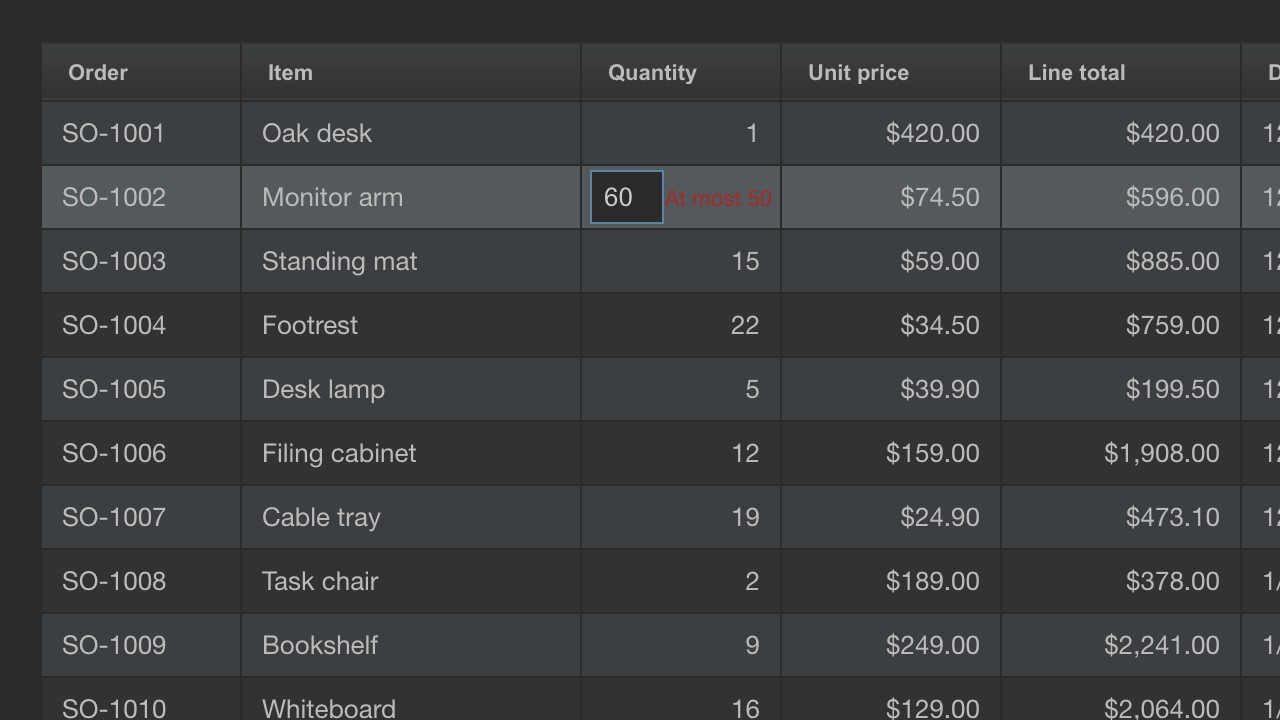 Order Item Quantity Unit price Line total
SO-1001 Oak desk 1 $420.00 $420.00
SO-1002 Monitor arm 60 At most 50 $74.50 $596.00
SO-1003 Standing mat 15 $59.00 $885.00
SO-1004 Footrest 22 $34.50 $759.00
SO-1005 Desk lamp 5 $39.90 $199.50
SO-1006 Filing cabinet 12 $159.00 $1,908.00
SO-1007 Cable tray 19 $24.90 $473.10
SO-1008 Task chair 2 $189.00 $378.00
SO-1009 Bookshelf 9 $249.00 $2,241.00
SO-1010 Whiteboard 16 $129.00 $2,064.00